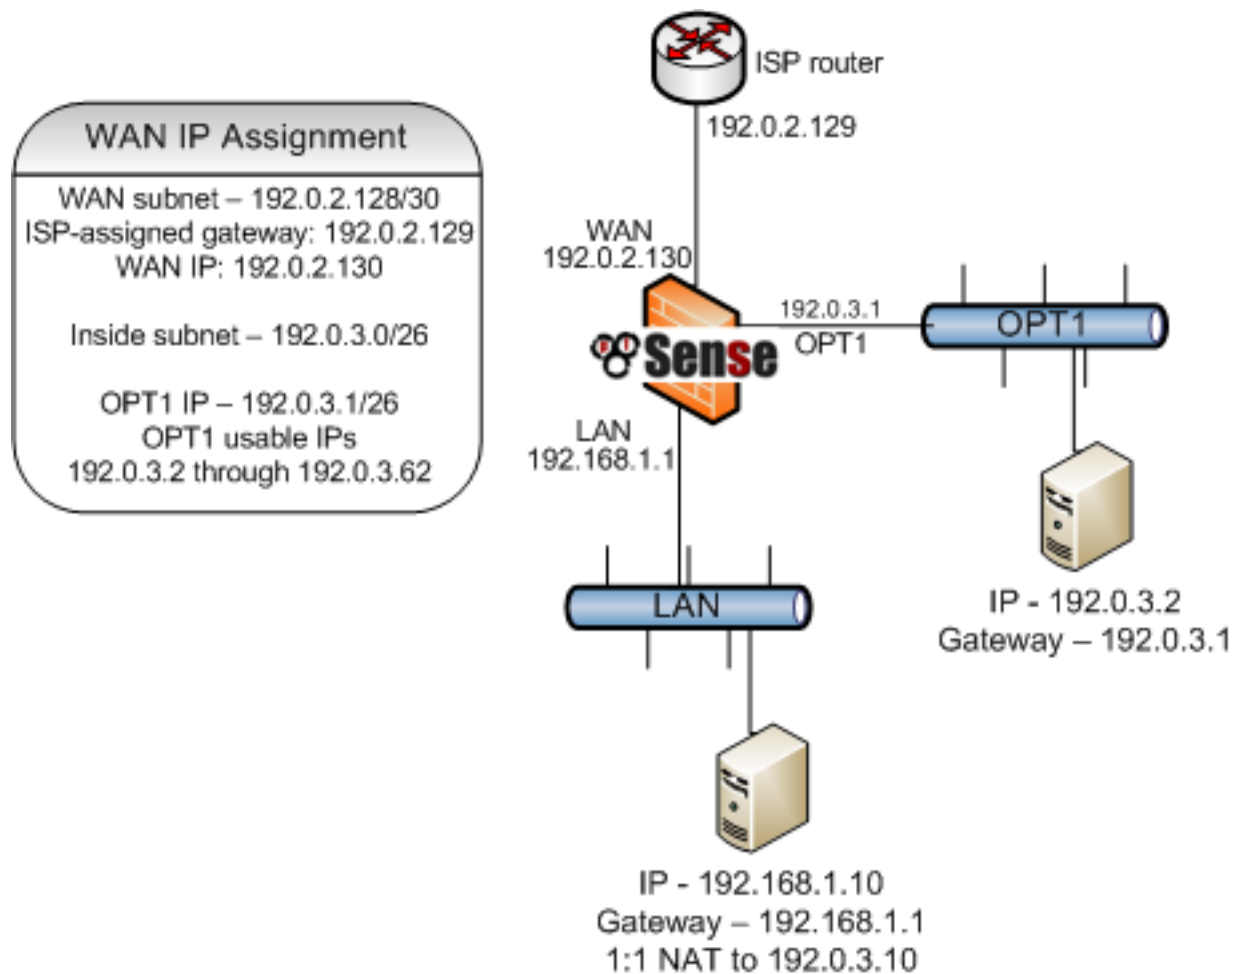 ISP router
192.0.2.129
WAN IP Assignment
WAN subnet – 192.0.2.128/30
ISP-assigned gateway: 192.0.2.129
WAN IP: 192.0.2.130
Inside subnet – 192.0.3.0/26
OPT1 IP – 192.0.3.1/26
OPT1 usable IPs
192.0.3.2 through 192.0.3.62
WAN
192.0.2.130
192.0.3.1
OPT1
OPT1
pf Sense
LAN
192.168.1.1
IP - 192.0.3.2
Gateway – 192.0.3.1
LAN
IP - 192.168.1.10
Gateway – 192.168.1.1
1:1 NAT to 192.0.3.10